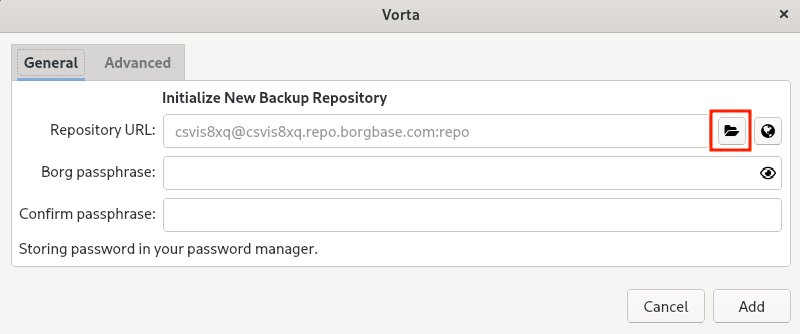 Vorta
General Advanced
Initialize New Backup Repository
Repository URL: csvis8xq@csvis8xq.repo.borgbase.com:repo
Borg passphrase:
Confirm passphrase:
Storing password in your password manager.
Cancel Add